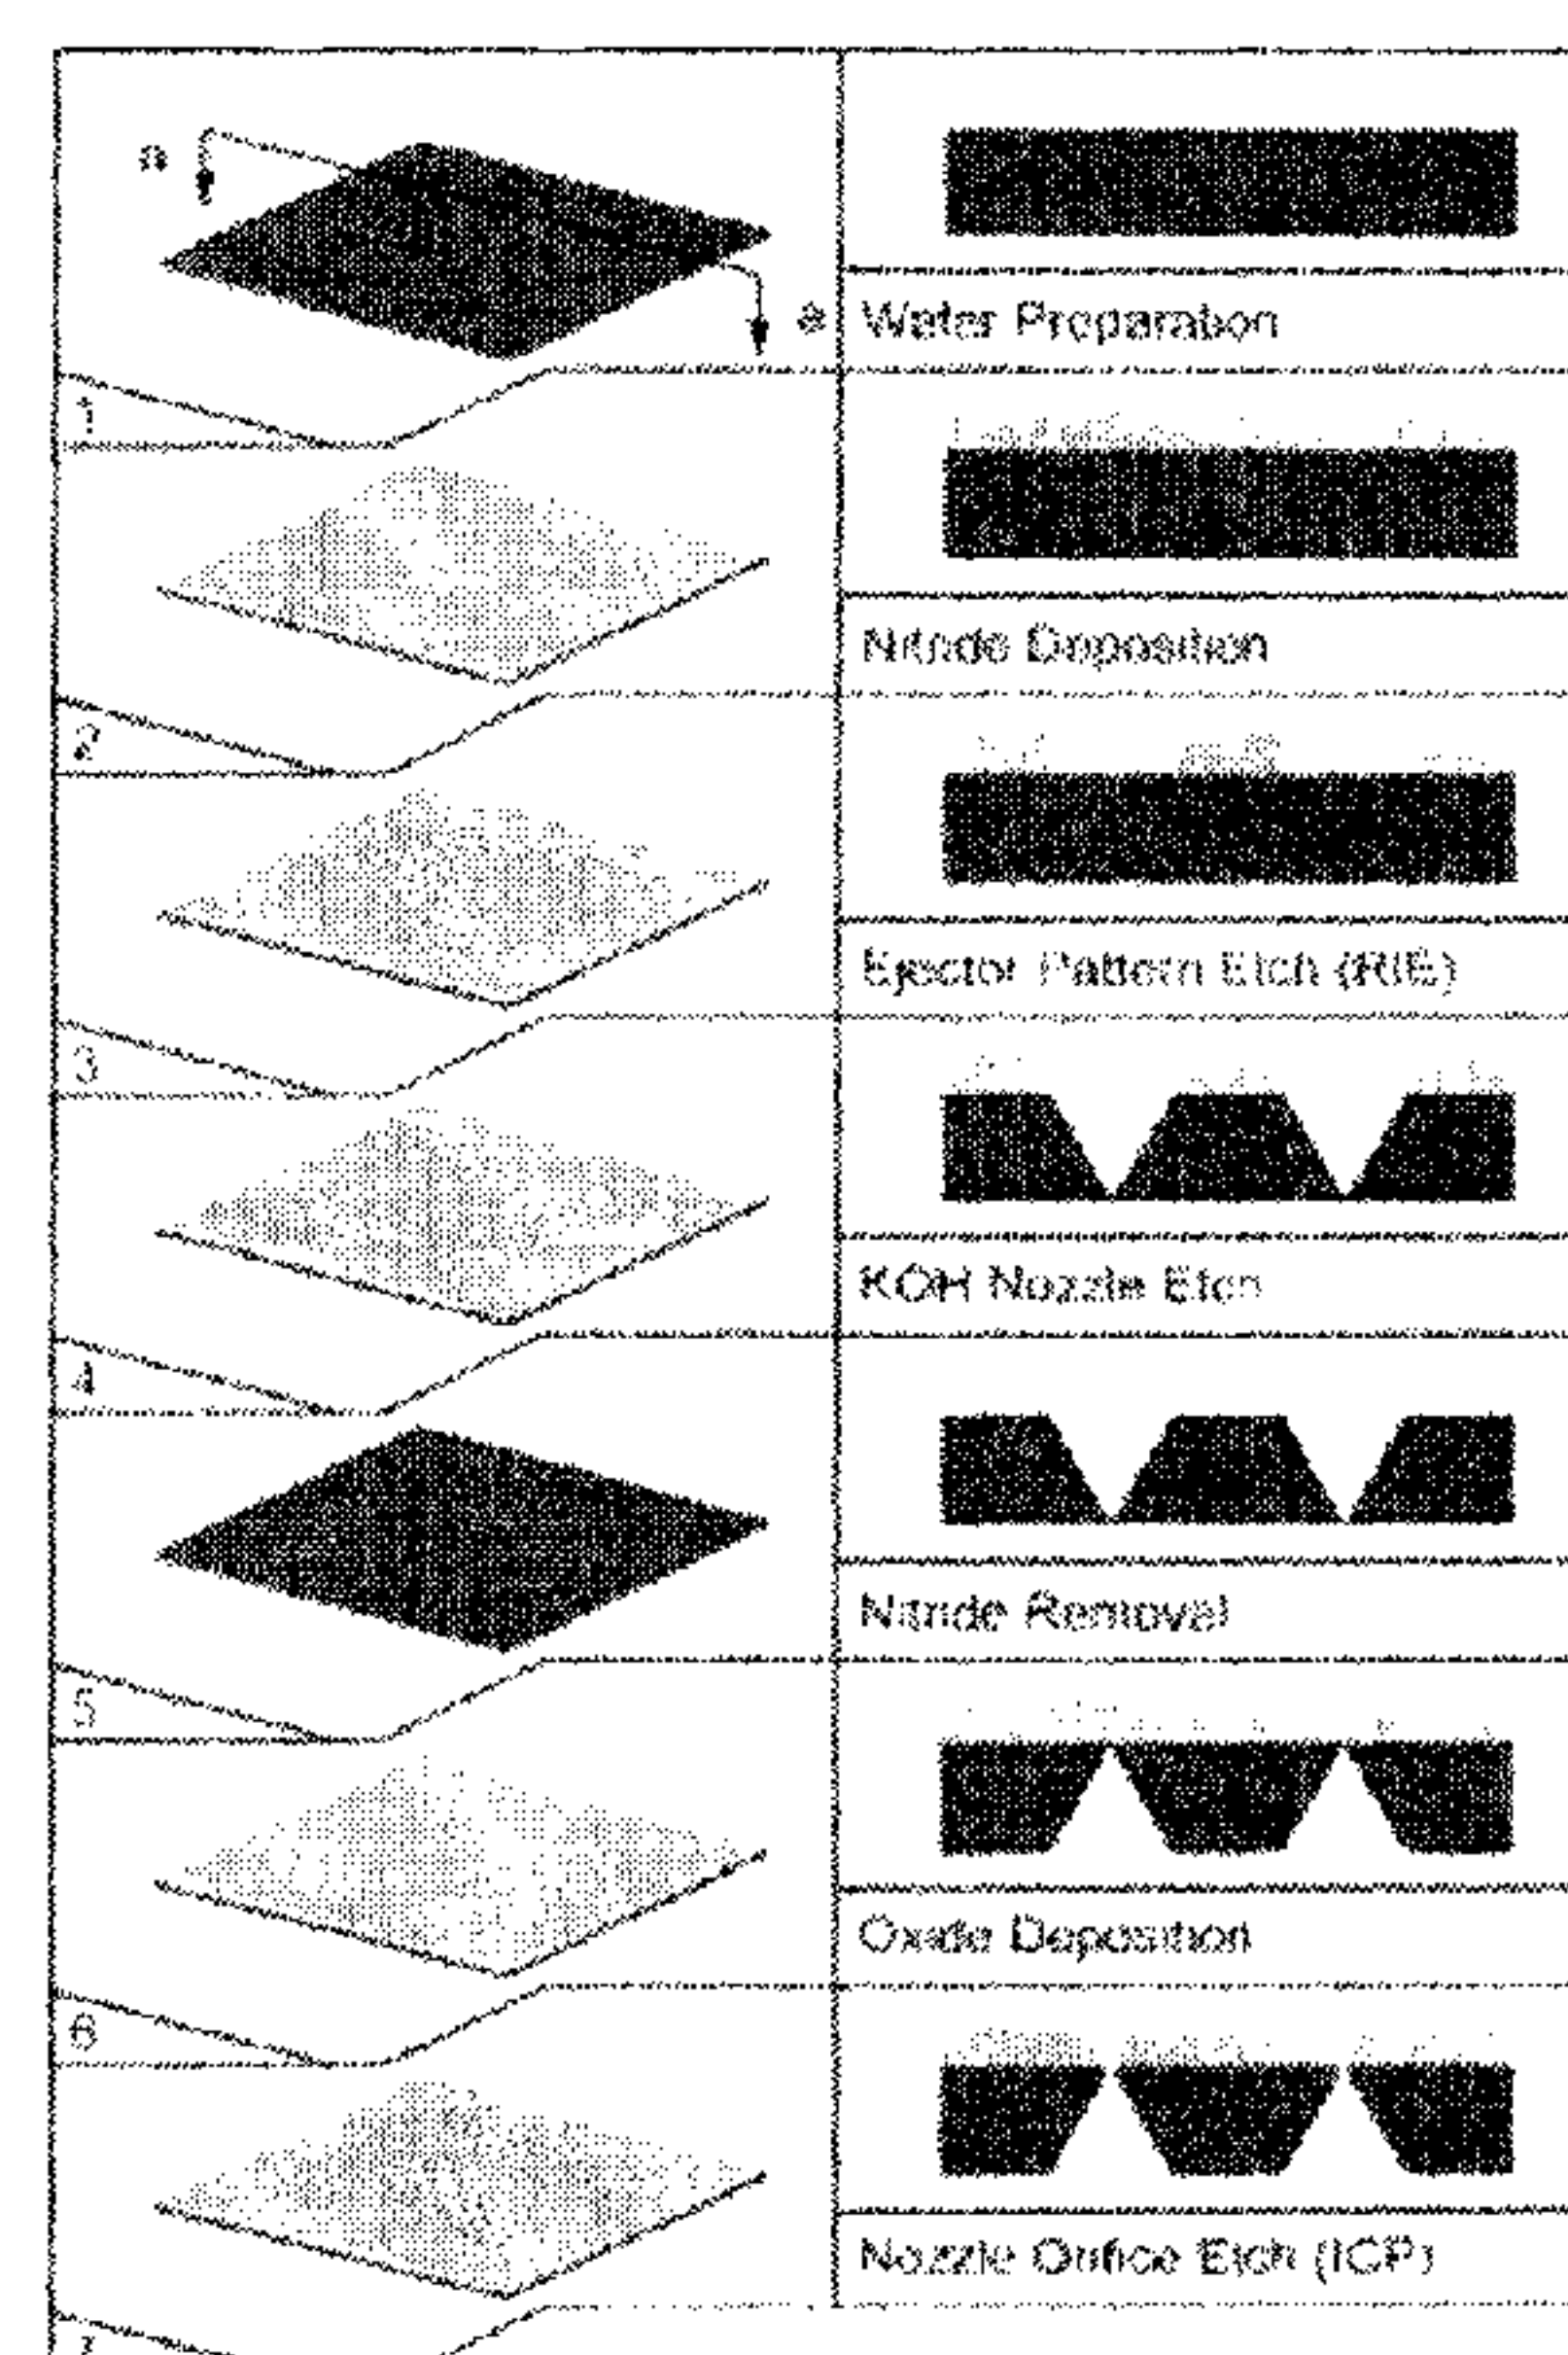 a
a
Wafer Preparation
1
Nitride Deposition
2
Ejector Pattern Etch (RIE)
3
KOH Nozzle Etch
4
Nitride Removal
5
Oxide Deposition
6
Nozzle Orifice Etch (ICP)